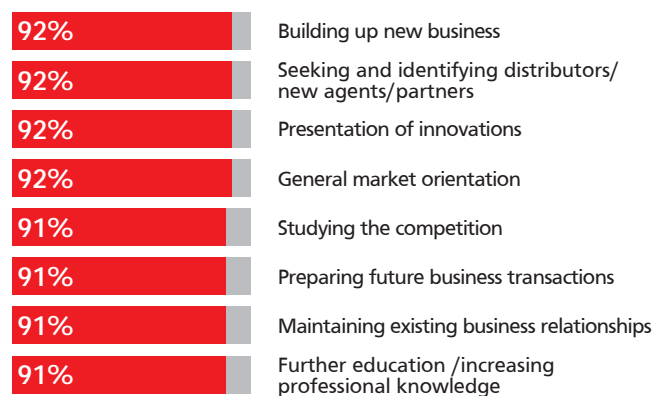 92% Building up new business
92% Seeking and identifying distributors/
new agents/partners
92% Presentation of innovations
92% General market orientation
91% Studying the competition
91% Preparing future business transactions
91% Maintaining existing business relationships
91% Further education /increasing
professional knowledge